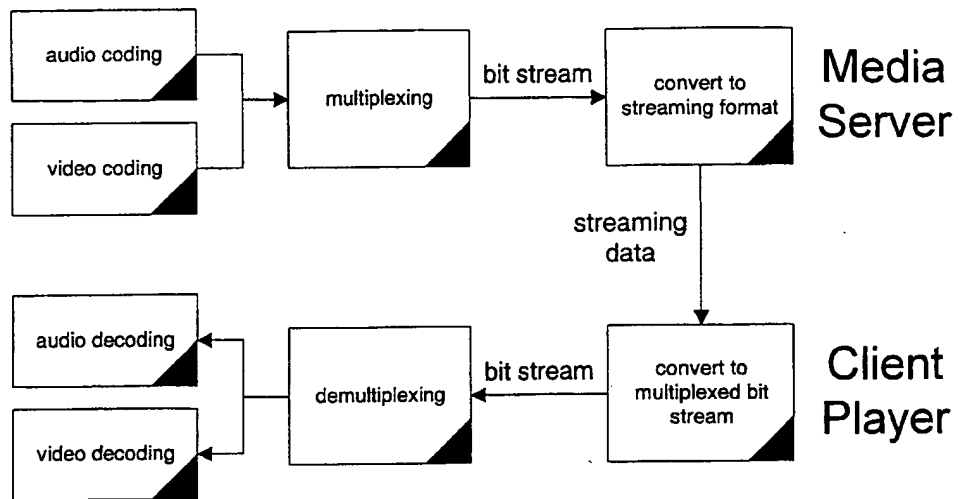 audio coding
video coding
multiplexing
bit stream
convert to
streaming format
Media
Server
streaming
data
audio decoding
video decoding
demultiplexing
bit stream
convert to
multiplexed bit
stream
Client
Player